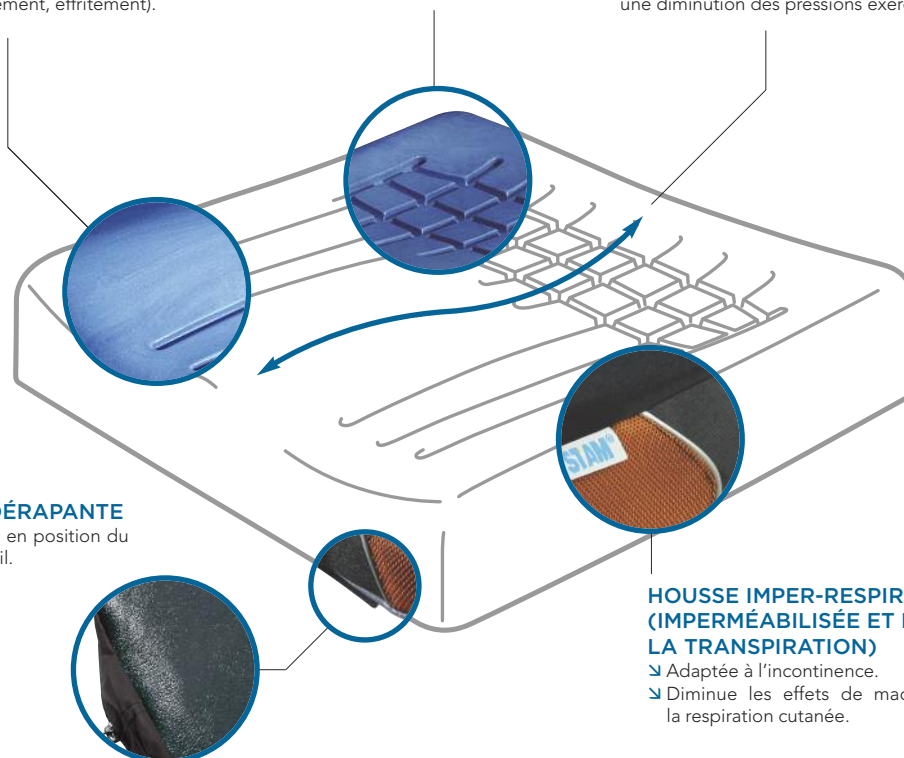 ement, effritement).
une diminution des pressions exer
STAM®
DÉRAPANTE
en position du
il.
HOUSSE IMPER-RESPIR
(IMPERMÉABILISÉE ET
LA TRANSPIRATION)
↘ Adaptée à l’incontinence.
↘ Diminue les effets de mac
la respiration cutanée.